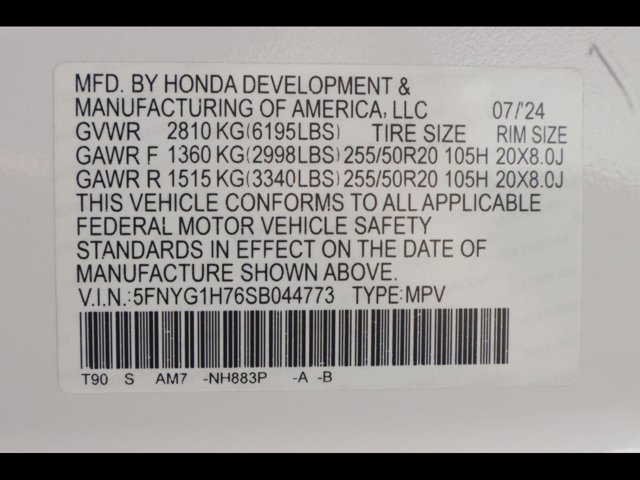 MFD. BY HONDA DEVELOPMENT &
MANUFACTURING OF AMERICA, LLC 07/'24
GVWR 2810 KG(6195LBS) TIRE SIZE RIM SIZE
GAWR F 1360 KG(2998LBS) 255/50R20 105H 20X8.0J
GAWR R 1515 KG(3340LBS) 255/50R20 105H 20X8.0J
THIS VEHICLE CONFORMS TO ALL APPLICABLE
FEDERAL MOTOR VEHICLE SAFETY
STANDARDS IN EFFECT ON THE DATE OF
MANUFACTURE SHOWN ABOVE.
V.I.N.:5FNYG1H76SB044773 TYPE:MPV
T90 S AM7 -NH883P -A -B